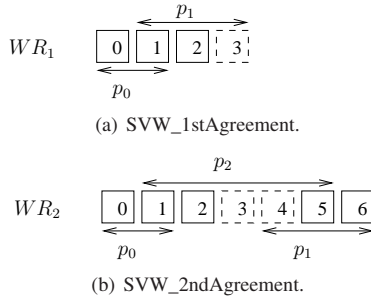 p₁
WR₁ 0 1 2 3
p₀
(a) SVW_1stAgreement.
p₂
WR₂ 0 1 2 3 4 5 6
p₀ p₁
(b) SVW_2ndAgreement.